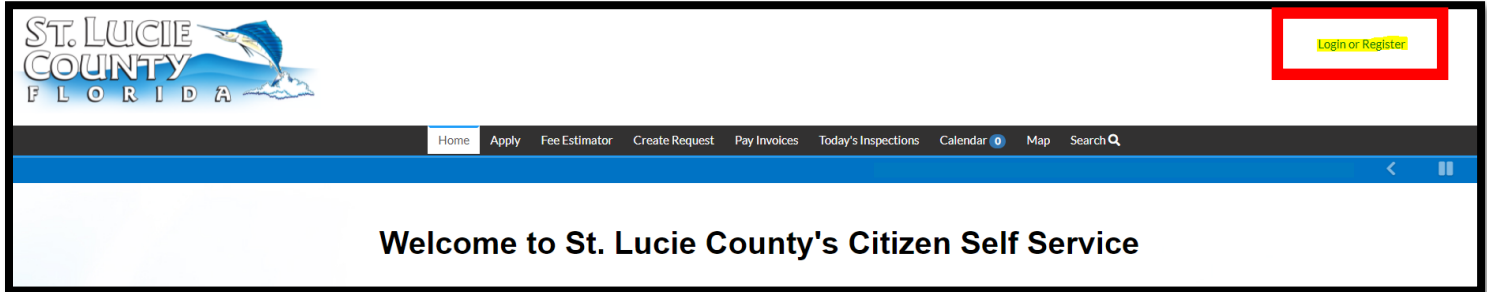 ST. LUCIE
COUNTY
FLORIDA
Login or Register
Home Apply Fee Estimator Create Request Pay Invoices Today's Inspections Calendar 0 Map Search
Welcome to St. Lucie County's Citizen Self Service